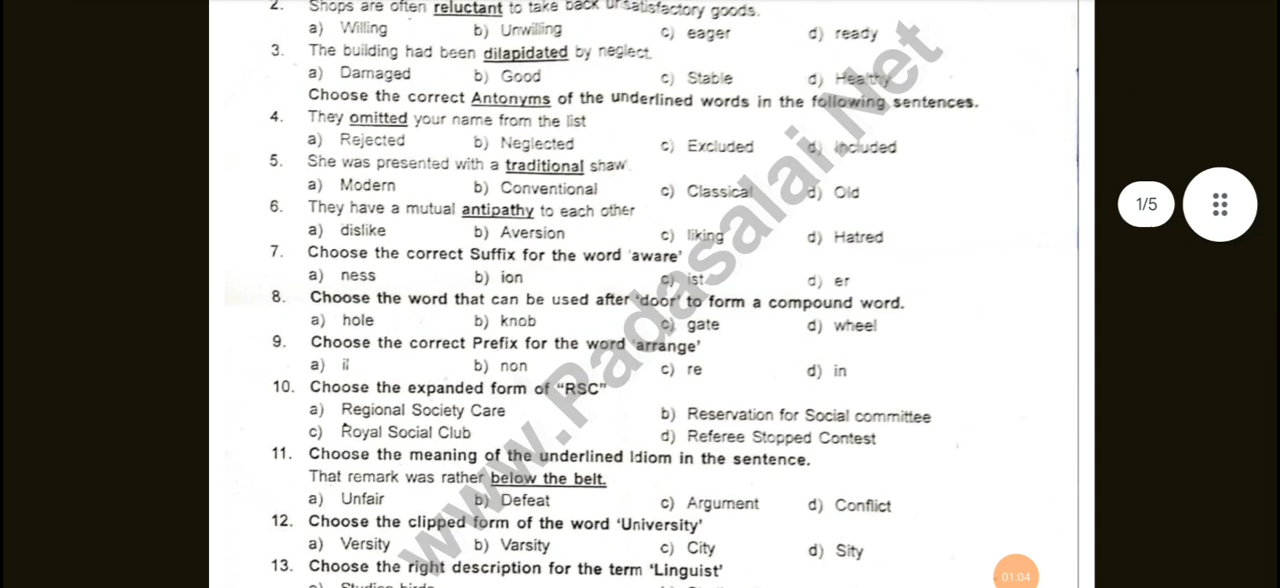 2. Shops are often reluctant to take back unsatisfactory goods.
a) Willing b) Unwilling c) eager d) ready
3. The building had been dilapidated by neglect.
a) Damaged b) Good c) Stable d) Healthy
Choose the correct Antonyms of the underlined words in the following sentences.
4. They omitted your name from the list
a) Rejected b) Neglected c) Excluded d) included
5. She was presented with a traditional shaw.
a) Modern b) Conventional c) Classical d) Old
6. They have a mutual antipathy to each other
a) dislike b) Aversion c) liking d) Hatred
7. Choose the correct Suffix for the word 'aware'
a) ness b) ion c) ist d) er
8. Choose the word that can be used after 'door' to form a compound word.
a) hole b) knob c) gate d) wheel
9. Choose the correct Prefix for the word 'arrange'
a) il b) non c) re d) in
10. Choose the expanded form of "RSC"
a) Regional Society Care b) Reservation for Social committee
c) Royal Social Club d) Referee Stopped Contest
11. Choose the meaning of the underlined Idiom in the sentence.
That remark was rather below the belt.
a) Unfair b) Defeat c) Argument d) Conflict
12. Choose the clipped form of the word 'University'
a) Versity b) Varsity c) City d) Sity
13. Choose the right description for the term 'Linguist'
www.Padasalai.Net
1/5
01:04